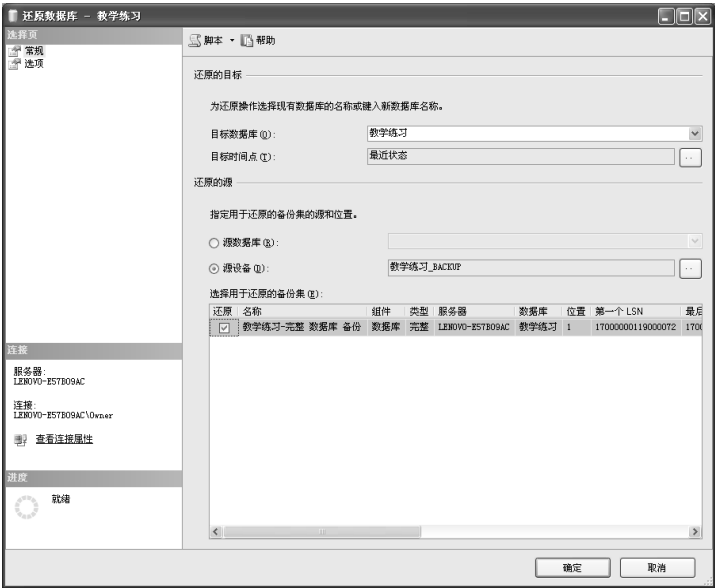 还原数据库 - 教学练习
选择页
常规
选项
脚本 帮助
还原的目标
为还原操作选择现有数据库的名称或键入新数据库名称。
目标数据库(O): 教学练习
目标时间点(T): 最近状态
还原的源
指定用于还原的备份集的源和位置。
源数据库(R):
源设备(D): 教学练习_BACKUP
选择用于还原的备份集(E):
还原 名称 组件 类型 服务器 数据库 位置 第一个 LSN 最后
教学练习-完整 数据库 备份 数据库 完整 LENOVO-E57B09AC 教学练习 1 17000000119000072 1700
连接
服务器:
LENOVO-E57B09AC
连接:
LENOVO-E57B09AC\Owner
查看连接属性
进度
就绪
确定 取消